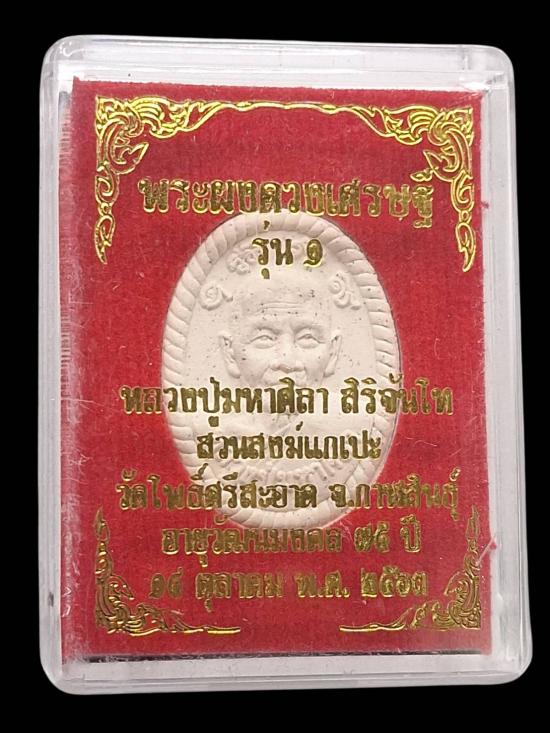 พระผงดวงเศรษฐี
รุ่น ๑
หลวงปู่มหาศิลา สิริจันโท
สวนสงฆ์แกเปะ
วัดโพธิ์ศรีสะอาด จ.กาฬสินธุ์
อายุวัฒนมงคล ๗๕ ปี
๑๔ ตุลาคม พ.ศ. ๒๕๖๓